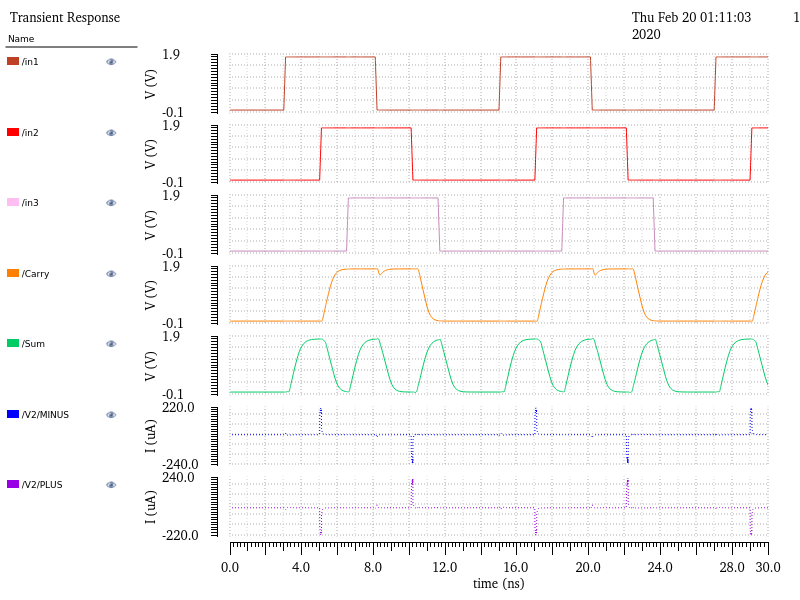 Transient Response
Thu Feb 20 01:11:03 1
2020
Name
/in1
1.9
V (V)
-0.1
/in2
1.9
V (V)
-0.1
/in3
1.9
V (V)
-0.1
/Carry
1.9
V (V)
-0.1
/Sum
1.9
V (V)
-0.1
/V2/MINUS
220.0
I (uA)
-240.0
/V2/PLUS
240.0
I (uA)
-220.0
0.0 4.0 8.0 12.0 16.0 20.0 24.0 28.0 30.0
time (ns)